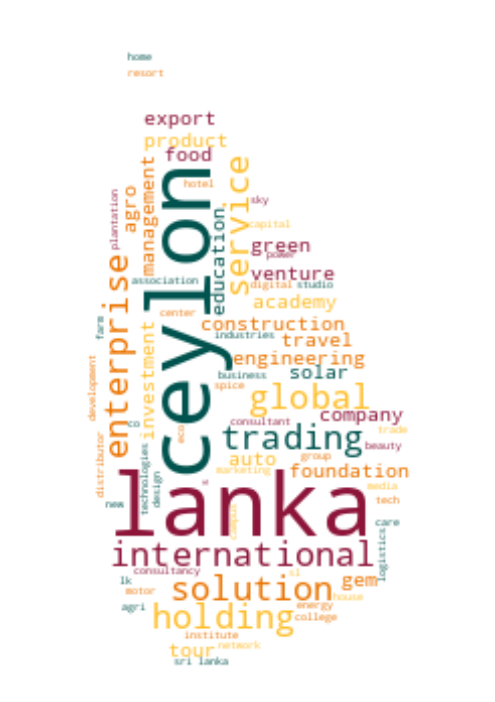 home
resort
export
product
food
hotel
agro
management
service
plantation
sky
ceylon
education
capital
green
power
association
venture
digital studio
enterprise
center
academy
construction
farm
industries
travel
investment
engineering
development
business
solar
spice
global
company
co
consultant
trading
trade
eco
beauty
distributor
auto
group
marketing
foundation
technologies
design
lanka
media
new
tech
campus
care
international
logistics
consultancy
sl
lk
solution
gem
motor
house
agri
holding
energy
college
institute
tour
network
sri lanka